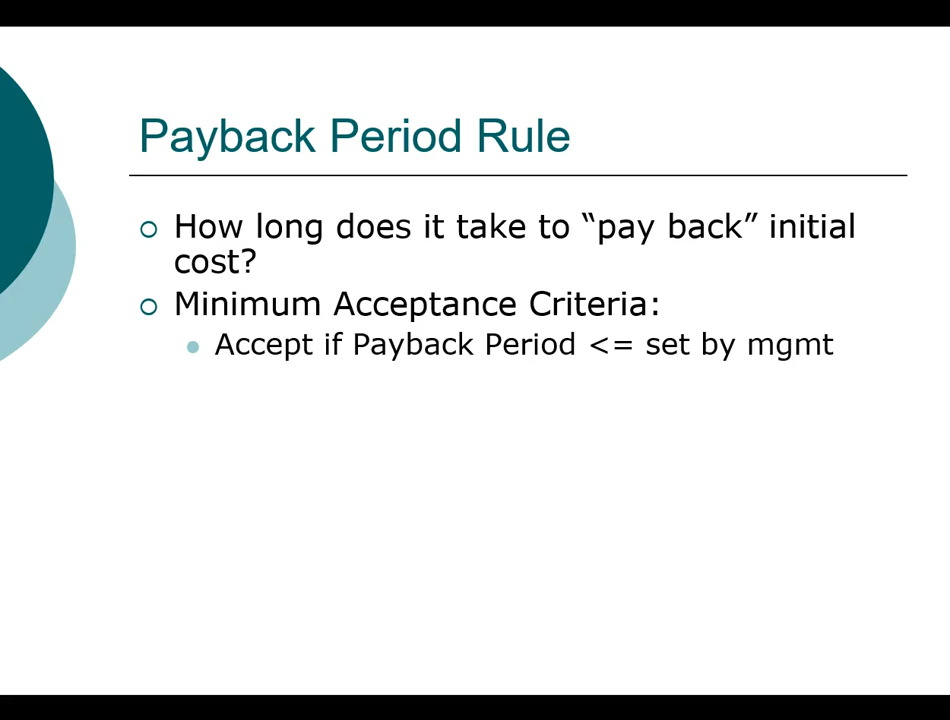 Payback Period Rule
How long does it take to “pay back” initial
cost?
Minimum Acceptance Criteria:
Accept if Payback Period <= set by mgmt